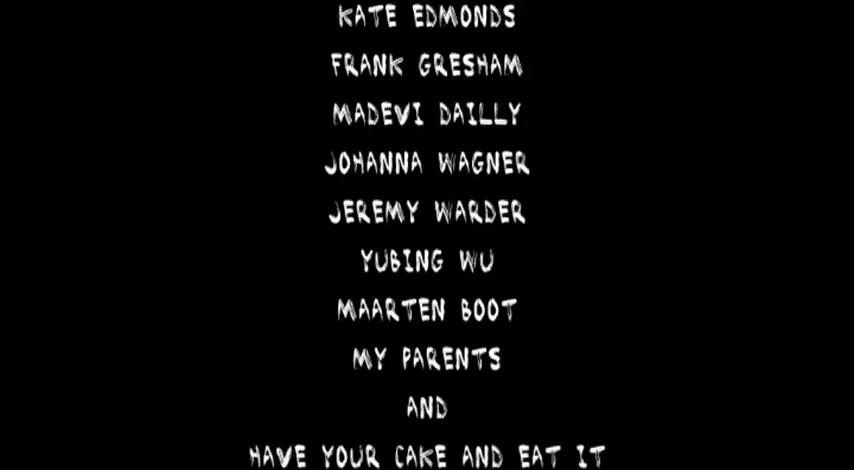 KATE EDMONDS
FRANK GRESHAM
MADEVI DAILLY
JOHANNA WAGNER
JEREMY WARDER
YUBING WU
MAARTEN BOOT
MY PARENTS
AND
HAVE YOUR CAKE AND EAT IT